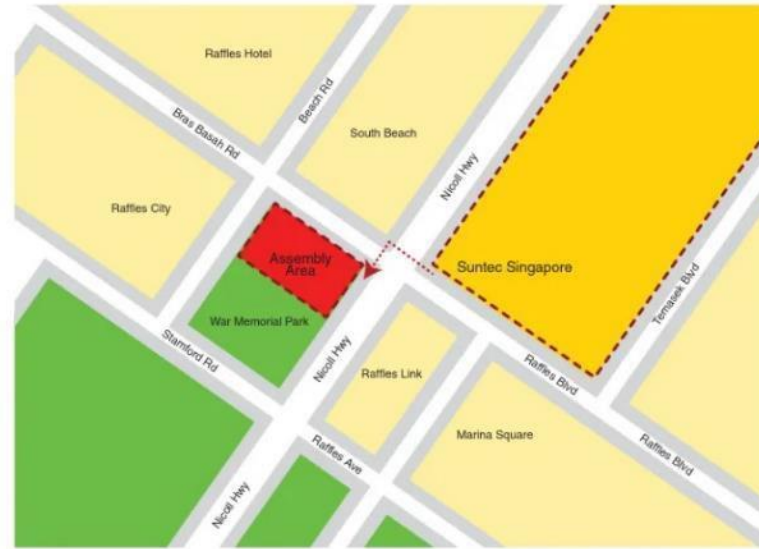 Raffles Hotel
Beach Rd
South Beach
Bras Basah Rd
Nicoll Hwy
Raffles City
Assembly
Area
Suntec Singapore
Temasek Blvd
War Memorial Park
Stamford Rd
Nicoll Hwy
Raffles Link
Raffles Blvd
Marina Square
Raffles Blvd
Raffles Ave
Nicoll Hwy